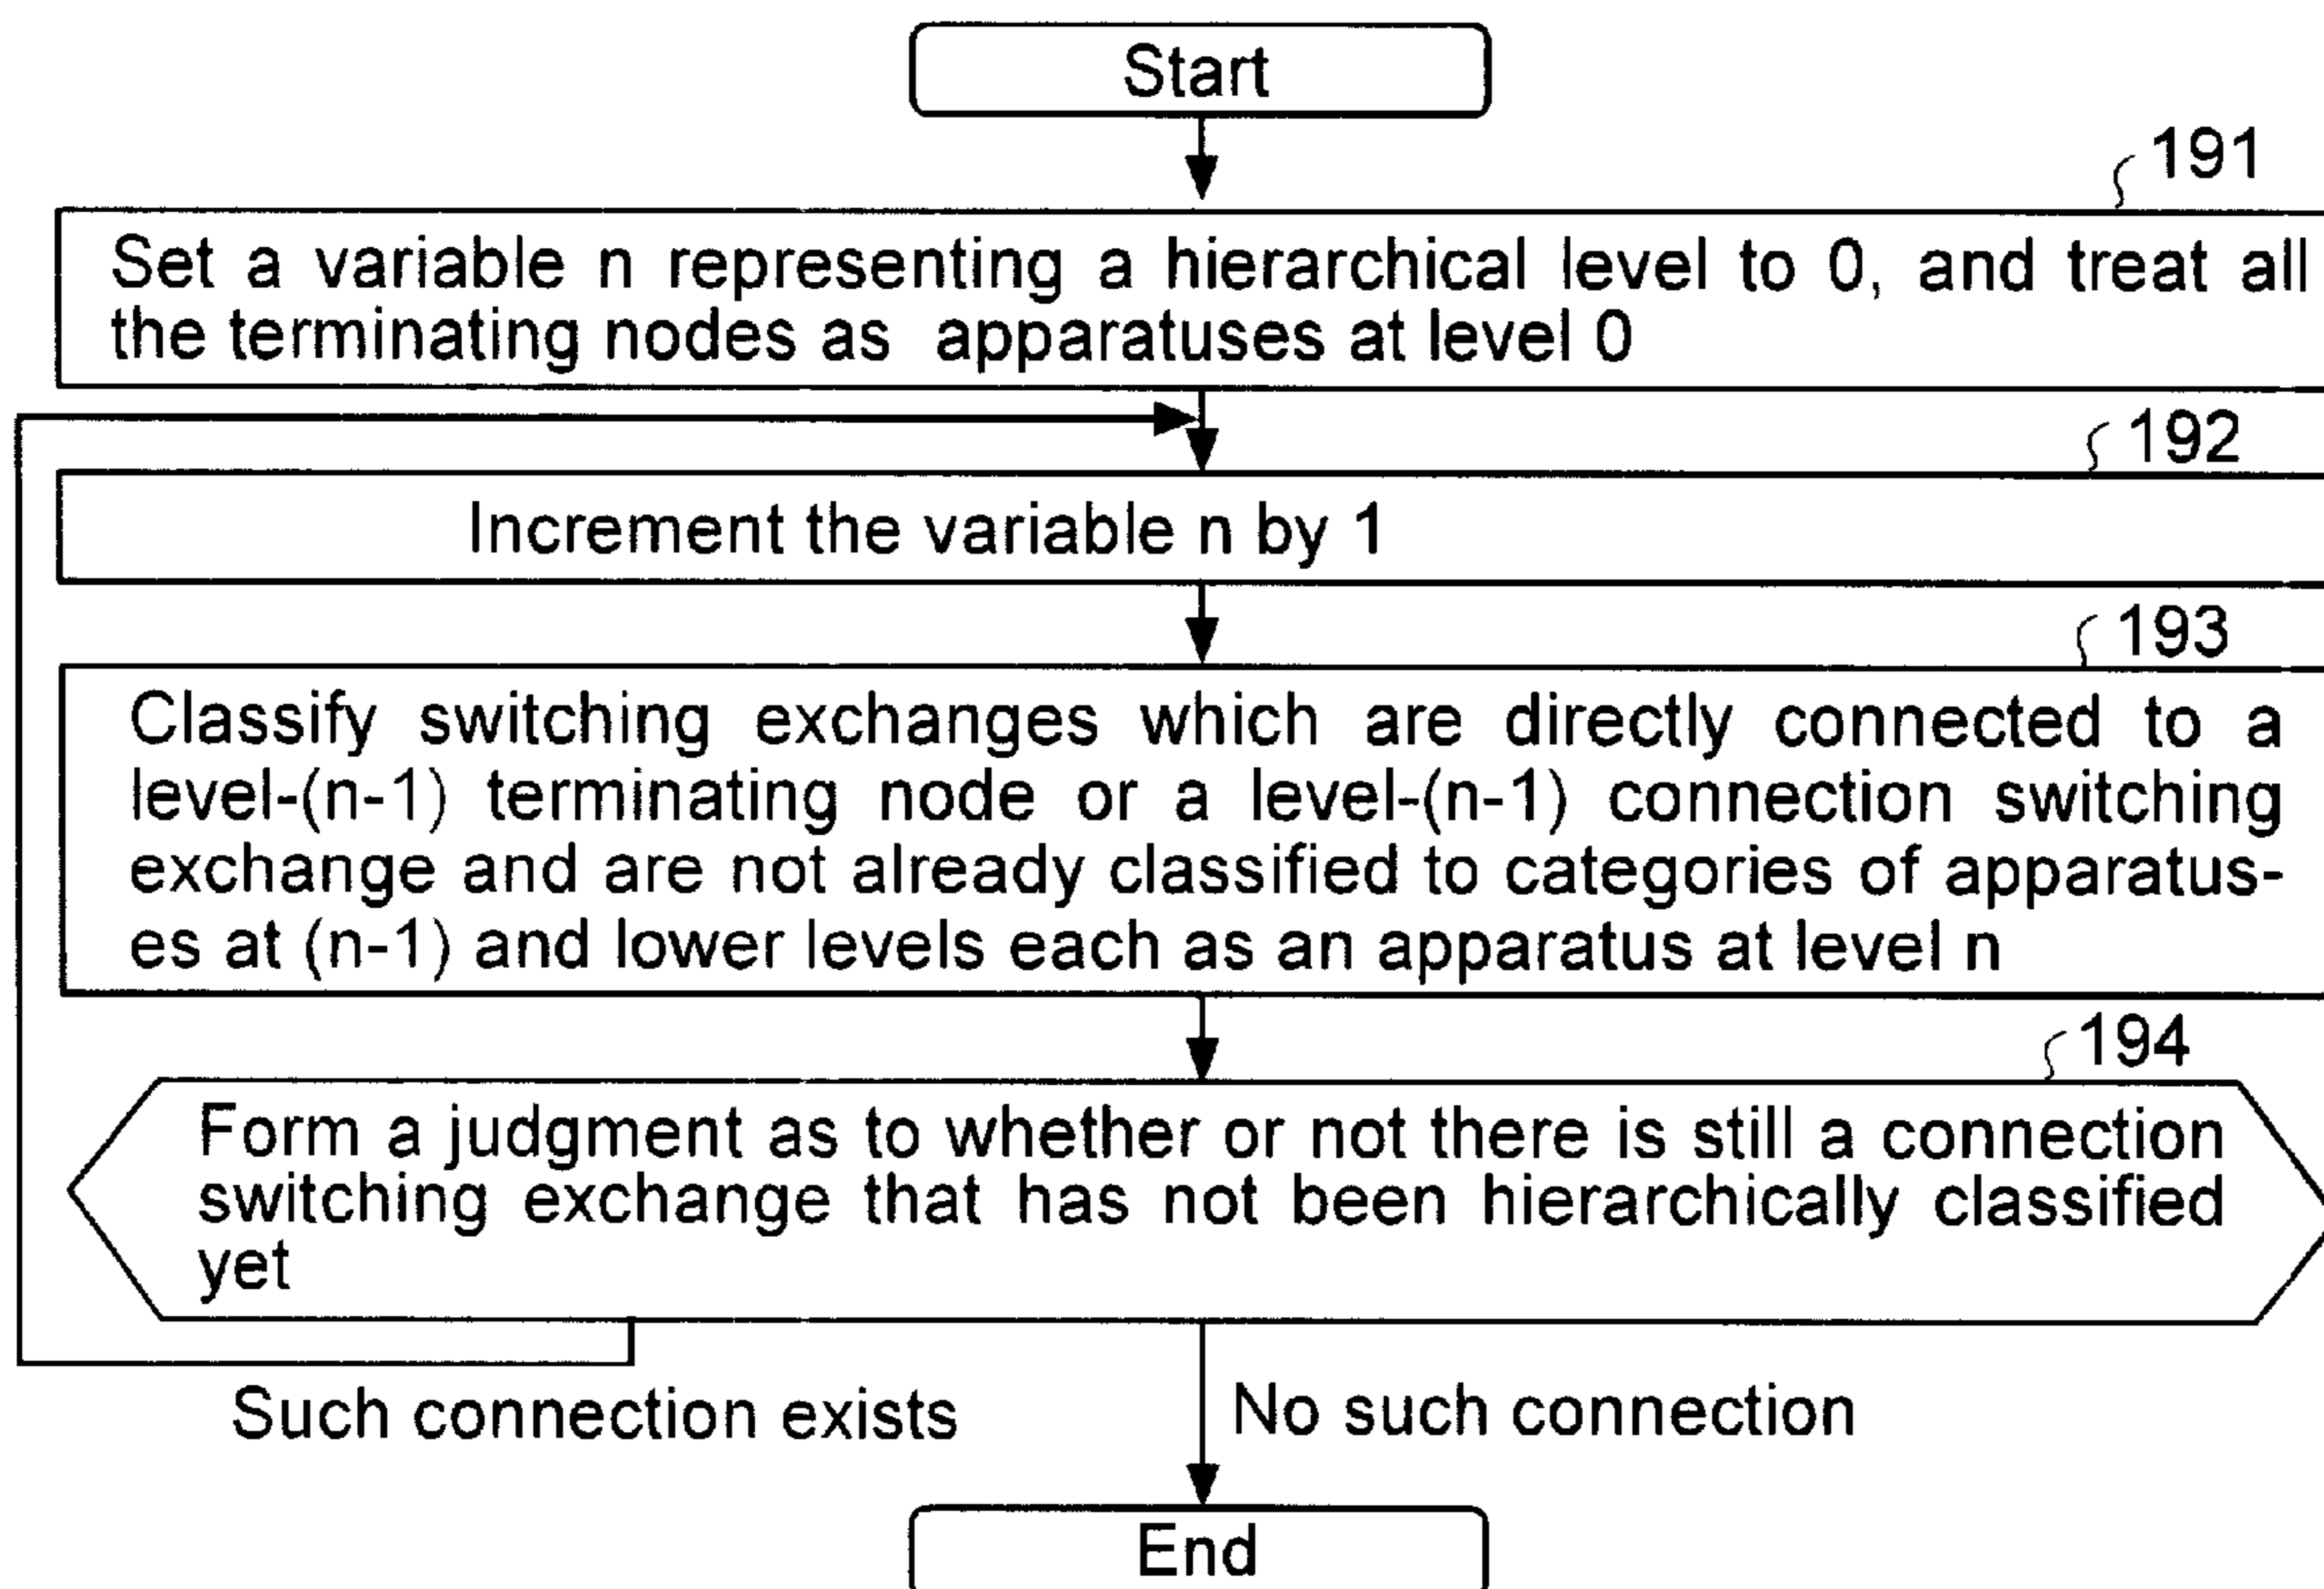 Start
191
Set a variable n representing a hierarchical level to 0, and treat all
the terminating nodes as apparatuses at level 0
192
Increment the variable n by 1
193
Classify switching exchanges which are directly connected to a
level-(n-1) terminating node or a level-(n-1) connection switching
exchange and are not already classified to categories of apparatus-
es at (n-1) and lower levels each as an apparatus at level n
194
Form a judgment as to whether or not there is still a connection
switching exchange that has not been hierarchically classified
yet
Such connection exists
No such connection
End